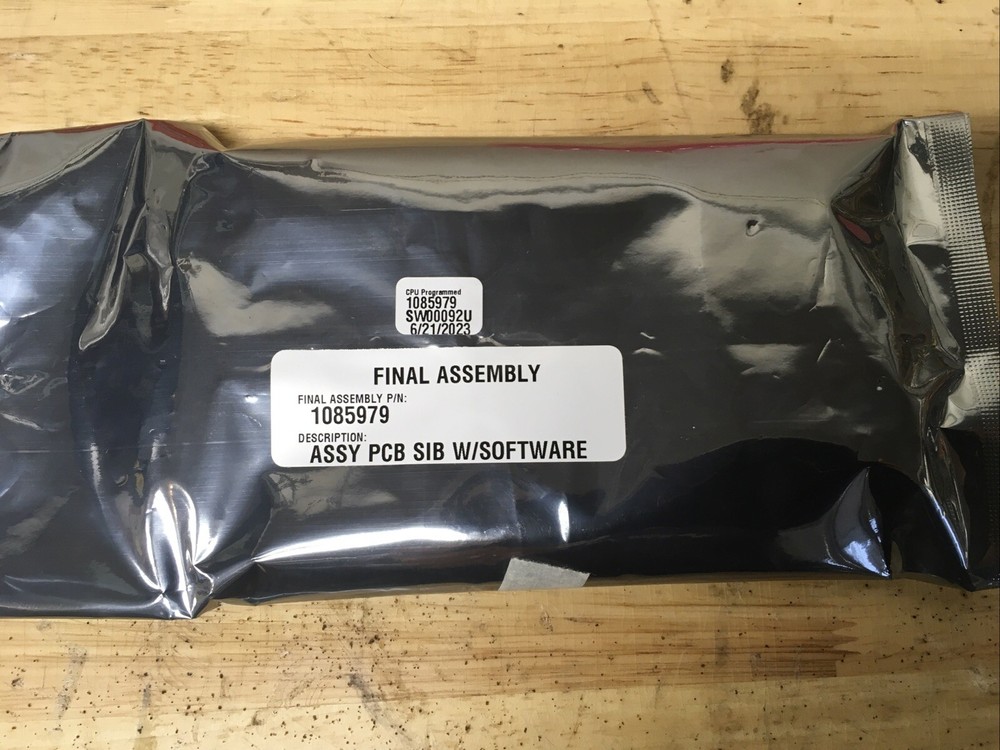 CPU Programmed
1085979
SW00092U
6/21/2023
FINAL ASSEMBLY
FINAL ASSEMBLY P/N:
1085979
DESCRIPTION:
ASSY PCB SIB W/SOFTWARE